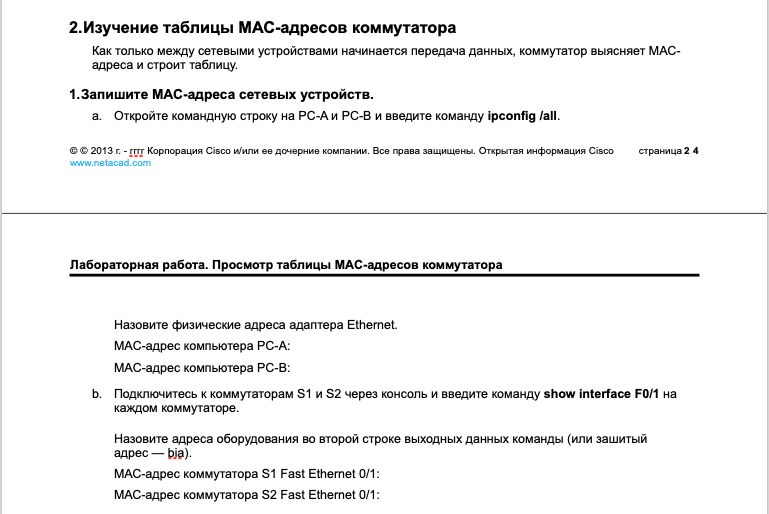 2.Изучение таблицы MAC-адресов коммутатора
Как только между сетевыми устройствами начинается передача данных, коммутатор выясняет MAC-
адреса и строит таблицу.
1.Запишите MAC-адреса сетевых устройств.
a. Откройте командную строку на PC-A и PC-B и введите команду ipconfig /all.
© © 2013 г. - гггг Корпорация Cisco и/или ее дочерние компании. Все права защищены. Открытая информация Cisco страница 2 4
www.netacad.com
Лабораторная работа. Просмотр таблицы MAC-адресов коммутатора
Назовите физические адреса адаптера Ethernet.
MAC-адрес компьютера PC-A:
MAC-адрес компьютера PC-B:
b. Подключитесь к коммутаторам S1 и S2 через консоль и введите команду show interface F0/1 на
каждом коммутаторе.
Назовите адреса оборудования во второй строке выходных данных команды (или зашитый
адрес — bia).
MAC-адрес коммутатора S1 Fast Ethernet 0/1:
MAC-адрес коммутатора S2 Fast Ethernet 0/1: